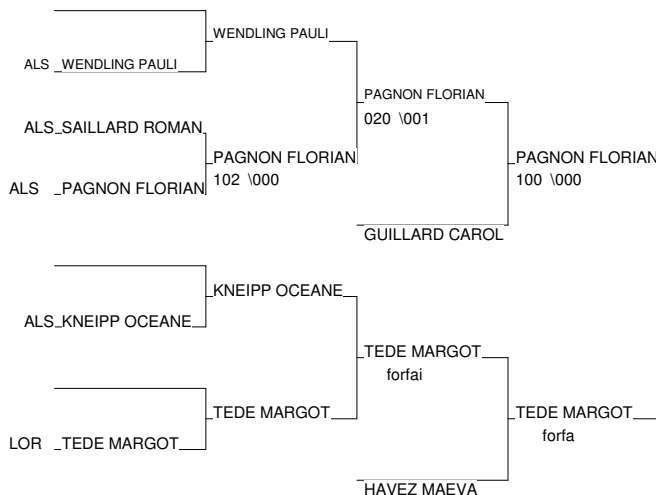 WENDLING PAULI
ALS WENDLING PAULI
PAGNON FLORIAN
020 \001
ALS SAILLARD ROMAN
PAGNON FLORIAN
102 \000
PAGNON FLORIAN
100 \000
ALS PAGNON FLORIAN
GUILLARD CAROL
KNEIPP OCEANE
ALS KNEIPP OCEANE
TEDE MARGOT
forfai
TEDE MARGOT
TEDE MARGOT
forfa
LOR TEDE MARGOT
HAVEZ MAEVA